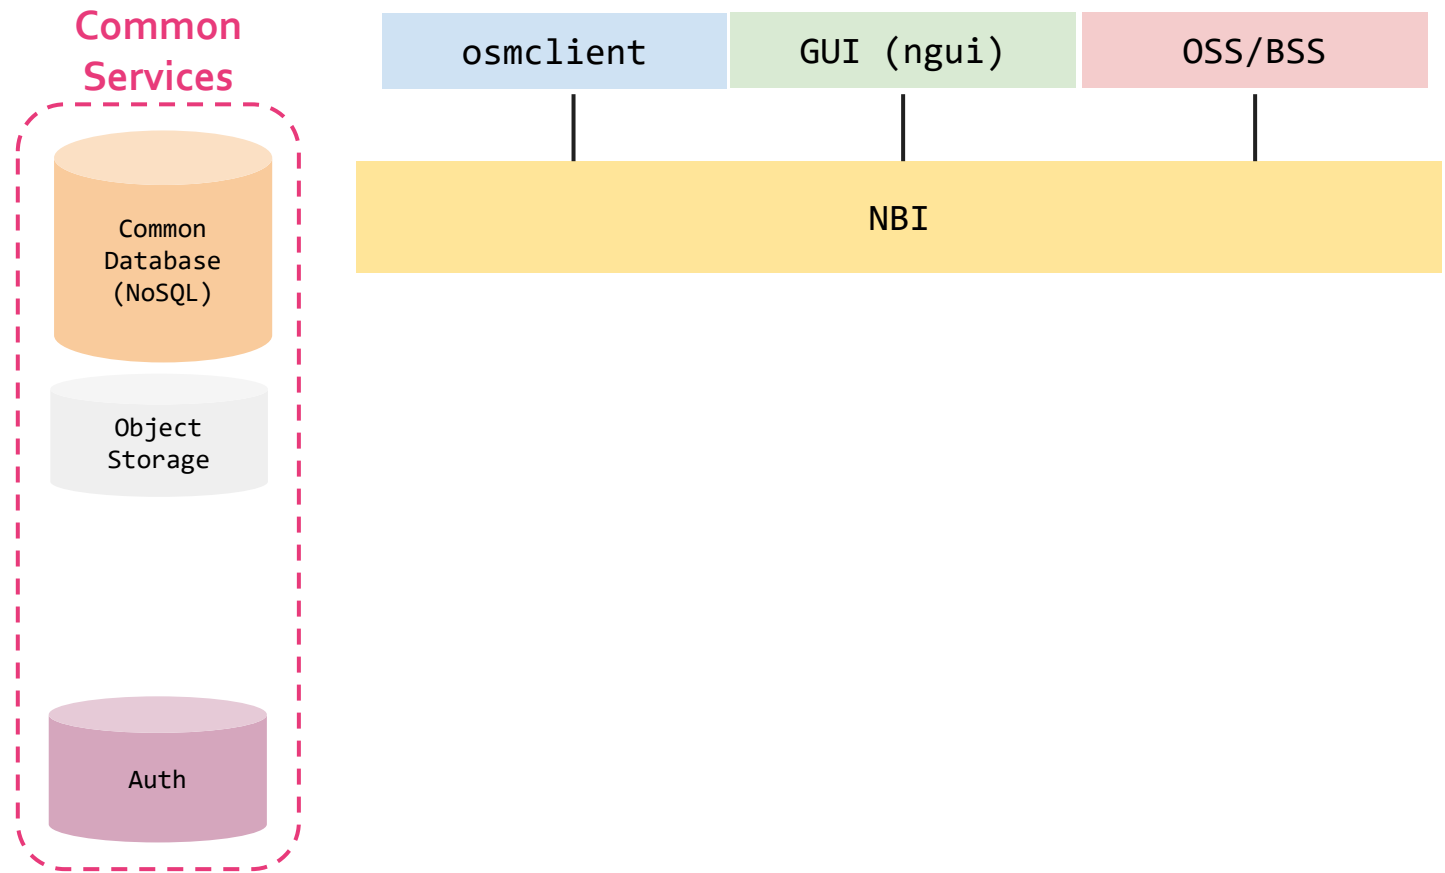 Common
Services
osmclient
GUI (ngui)
OSS/BSS
NBI
Common
Database
(NoSQL)
Object
Storage
Auth